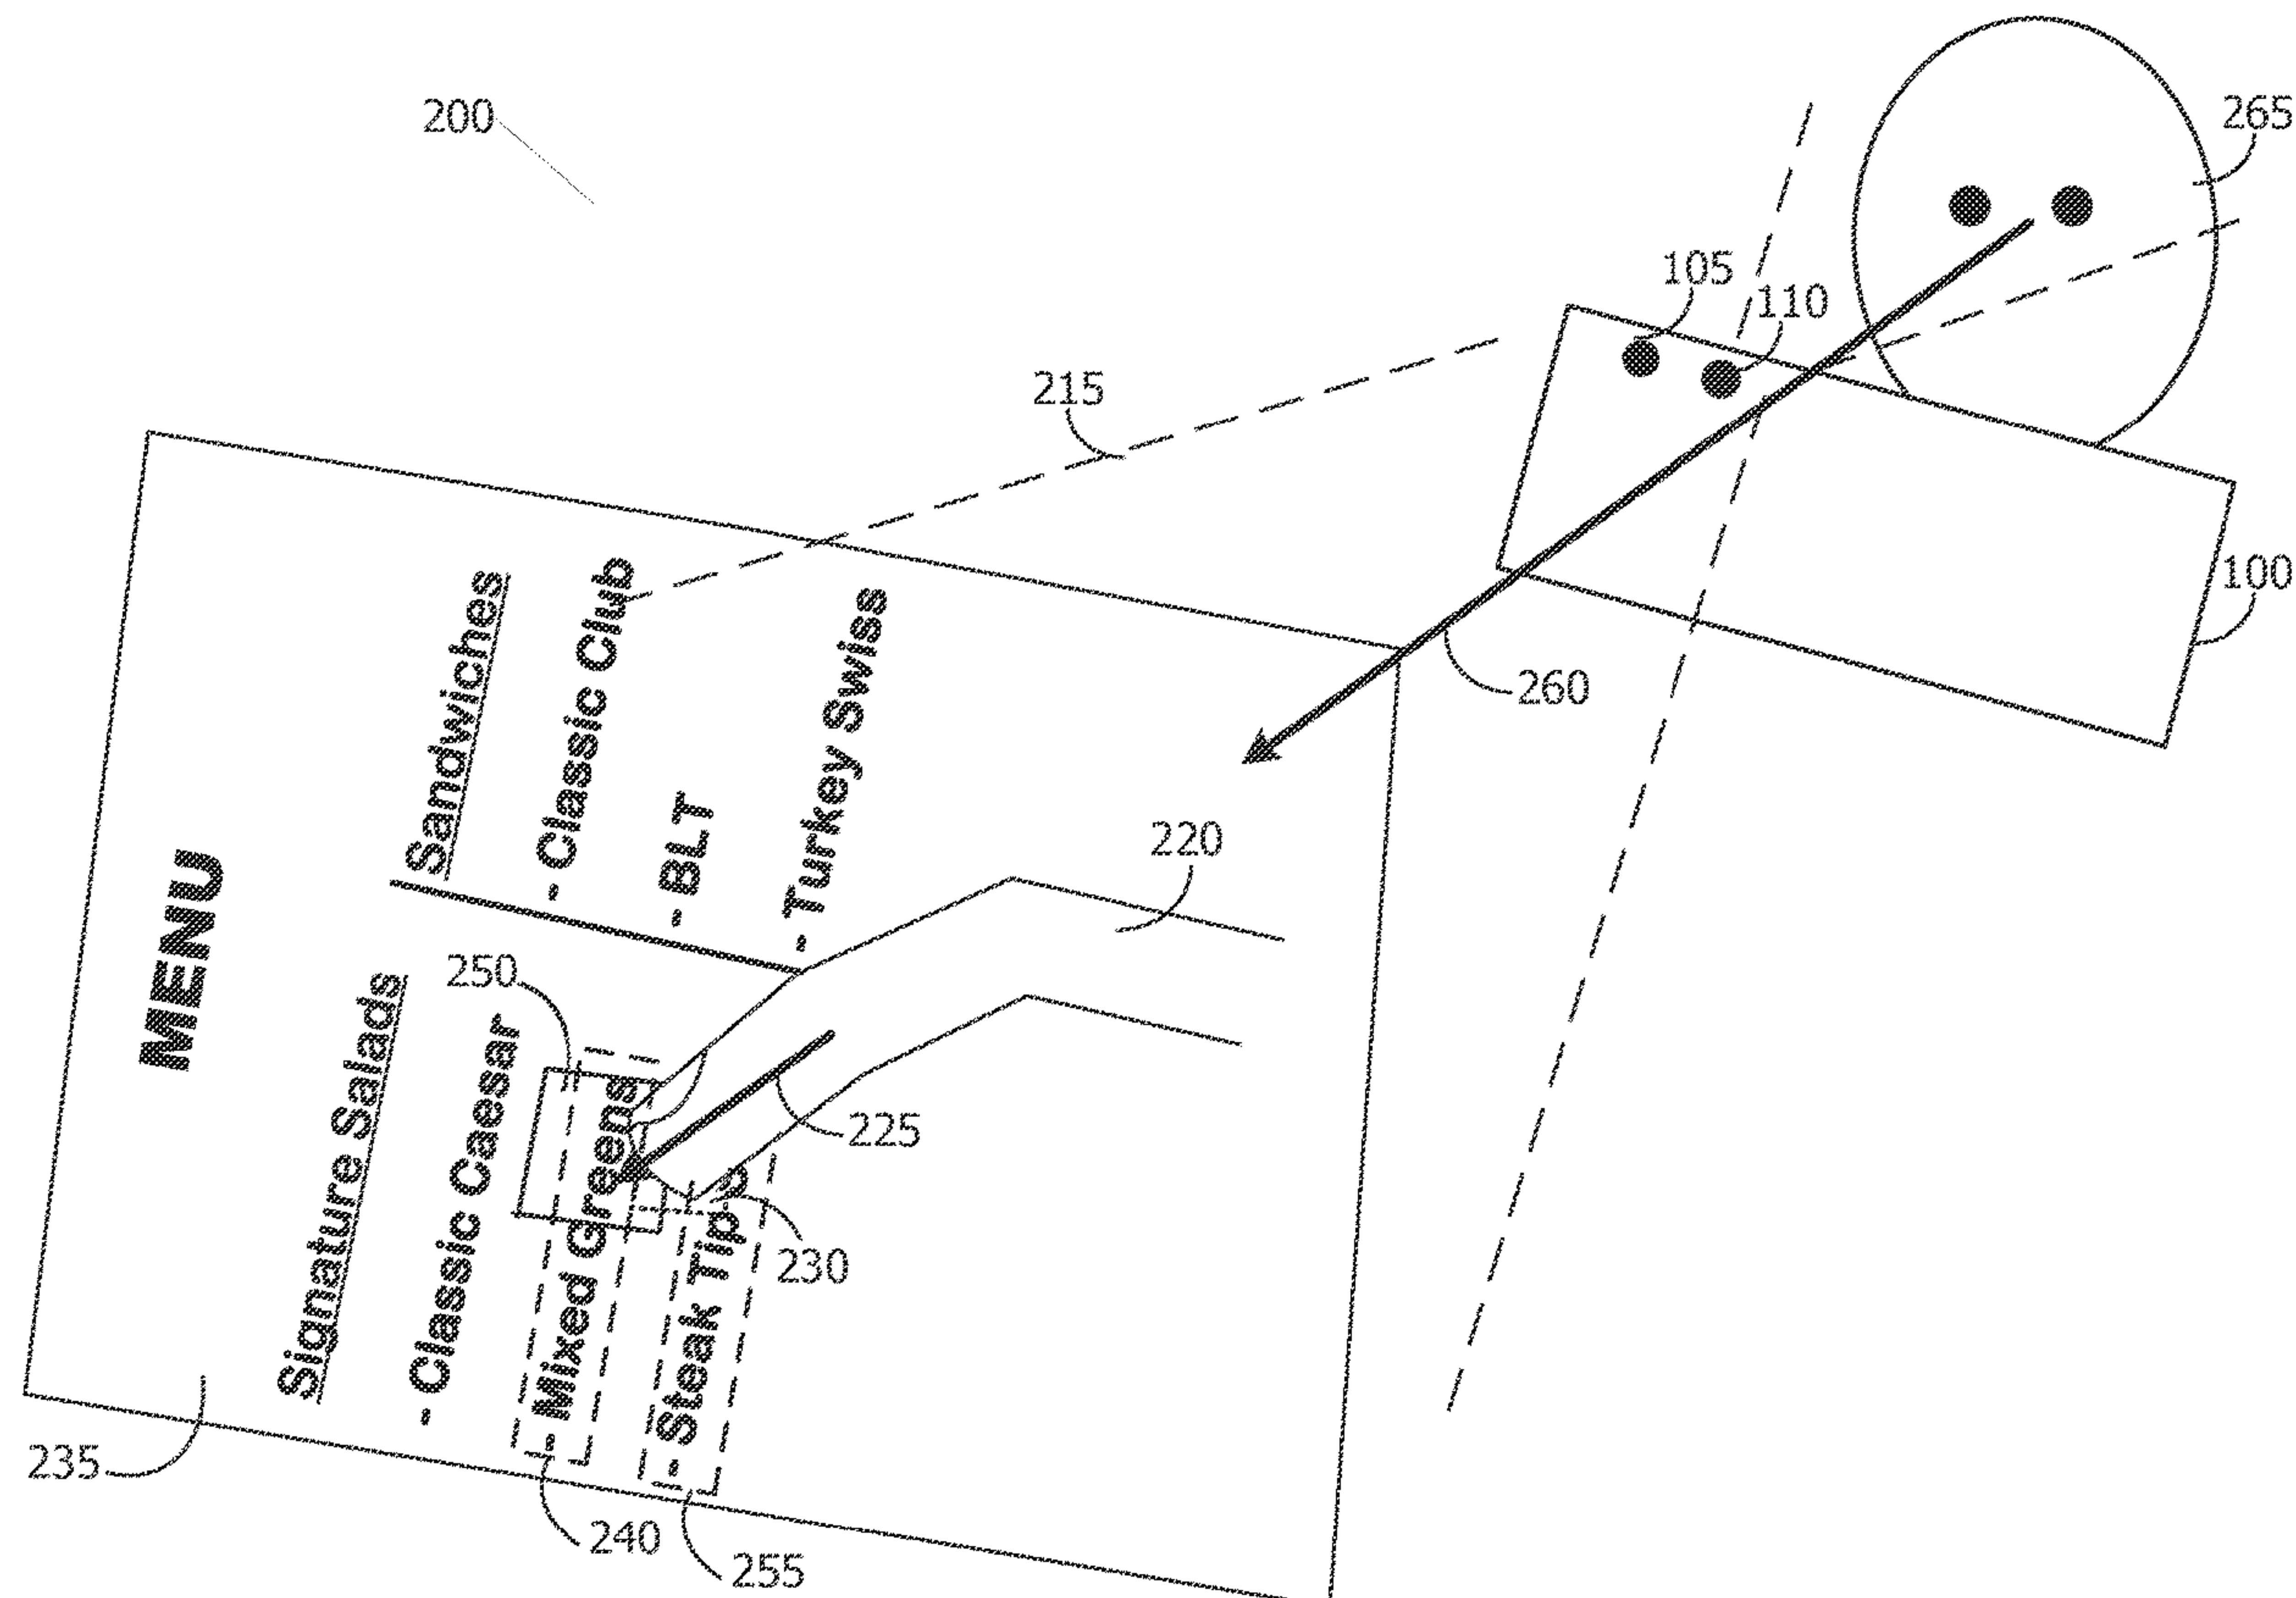 200
265
105
110
215
100
260
220
250
225
230
235
240
255
MENU
Signature Salads
- Classic Caesar
- Mixed Greens
- Steak Tips
Sandwiches
- Classic Club
- BLT
- Turkey Swiss